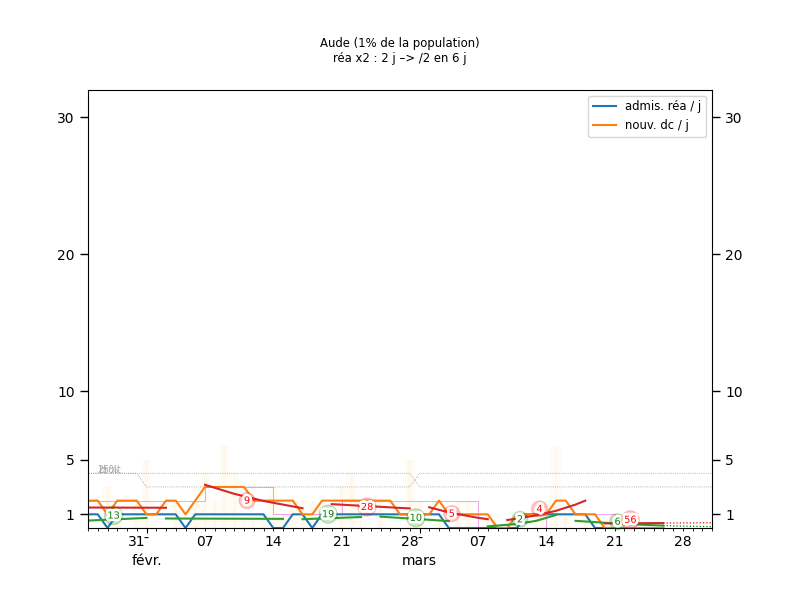 Aude (1% de la population)
réa x2 : 2 j –> /2 en 6 j
admis. réa / j
nouv. dc / j
30 30
20 20
10 10
5 5
1 1
13 9 19 28 10 5 2 4 6 56
31 07 14 21 28 07 14 21 28
févr. mars